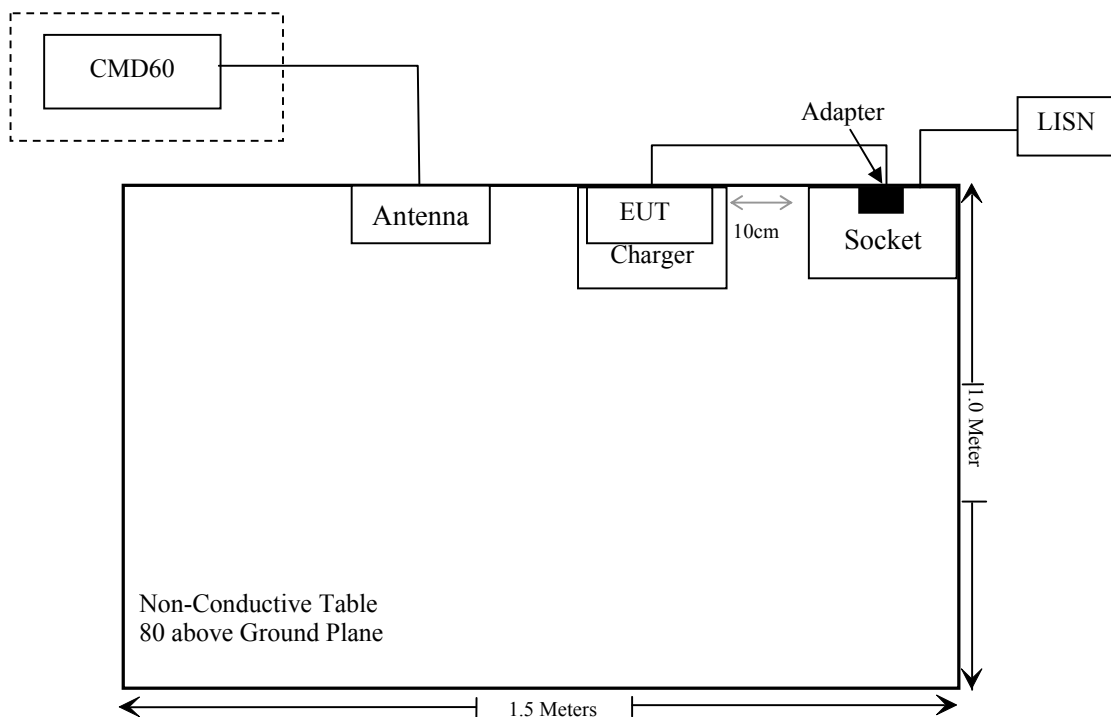 CMD60
Adapter
LISN
Antenna
EUT
Charger
10cm
Socket
1.0 Meter
Non-Conductive Table
80 above Ground Plane
1.5 Meters